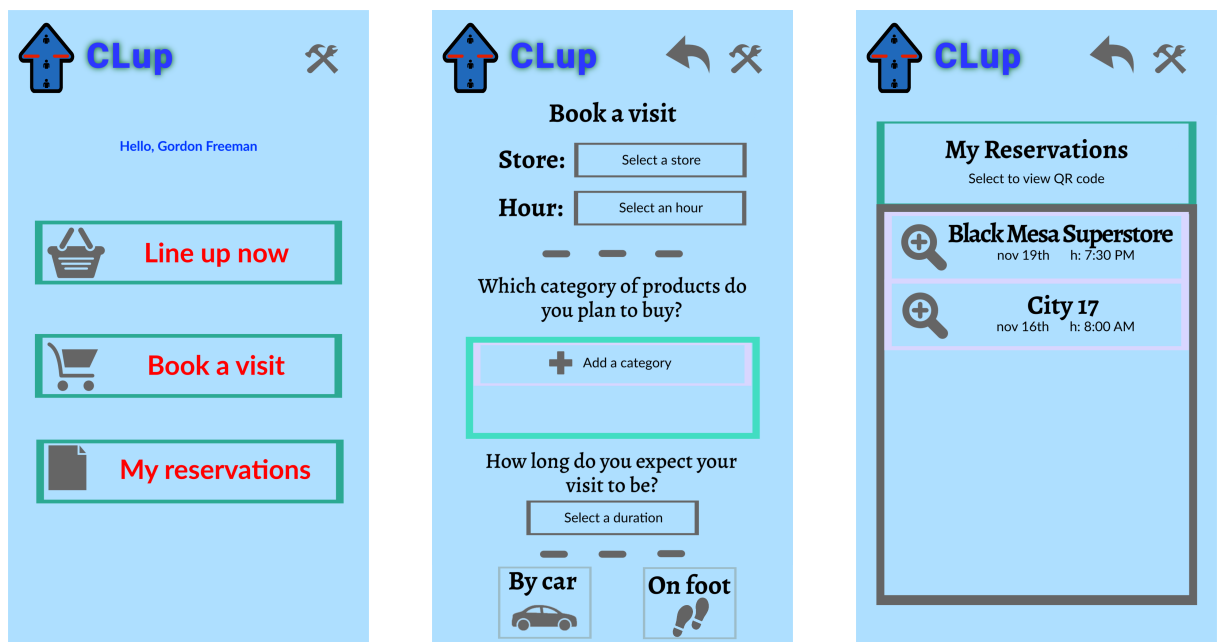 CLup
Hello, Gordon Freeman
Line up now
Book a visit
My reservations
CLup
Book a visit
Store: Select a store
Hour: Select an hour
Which category of products do
you plan to buy?
Add a category
How long do you expect your
visit to be?
Select a duration
By car
On foot
CLup
My Reservations
Select to view QR code
Black Mesa Superstore
nov 19th h: 7:30 PM
City 17
nov 16th h: 8:00 AM